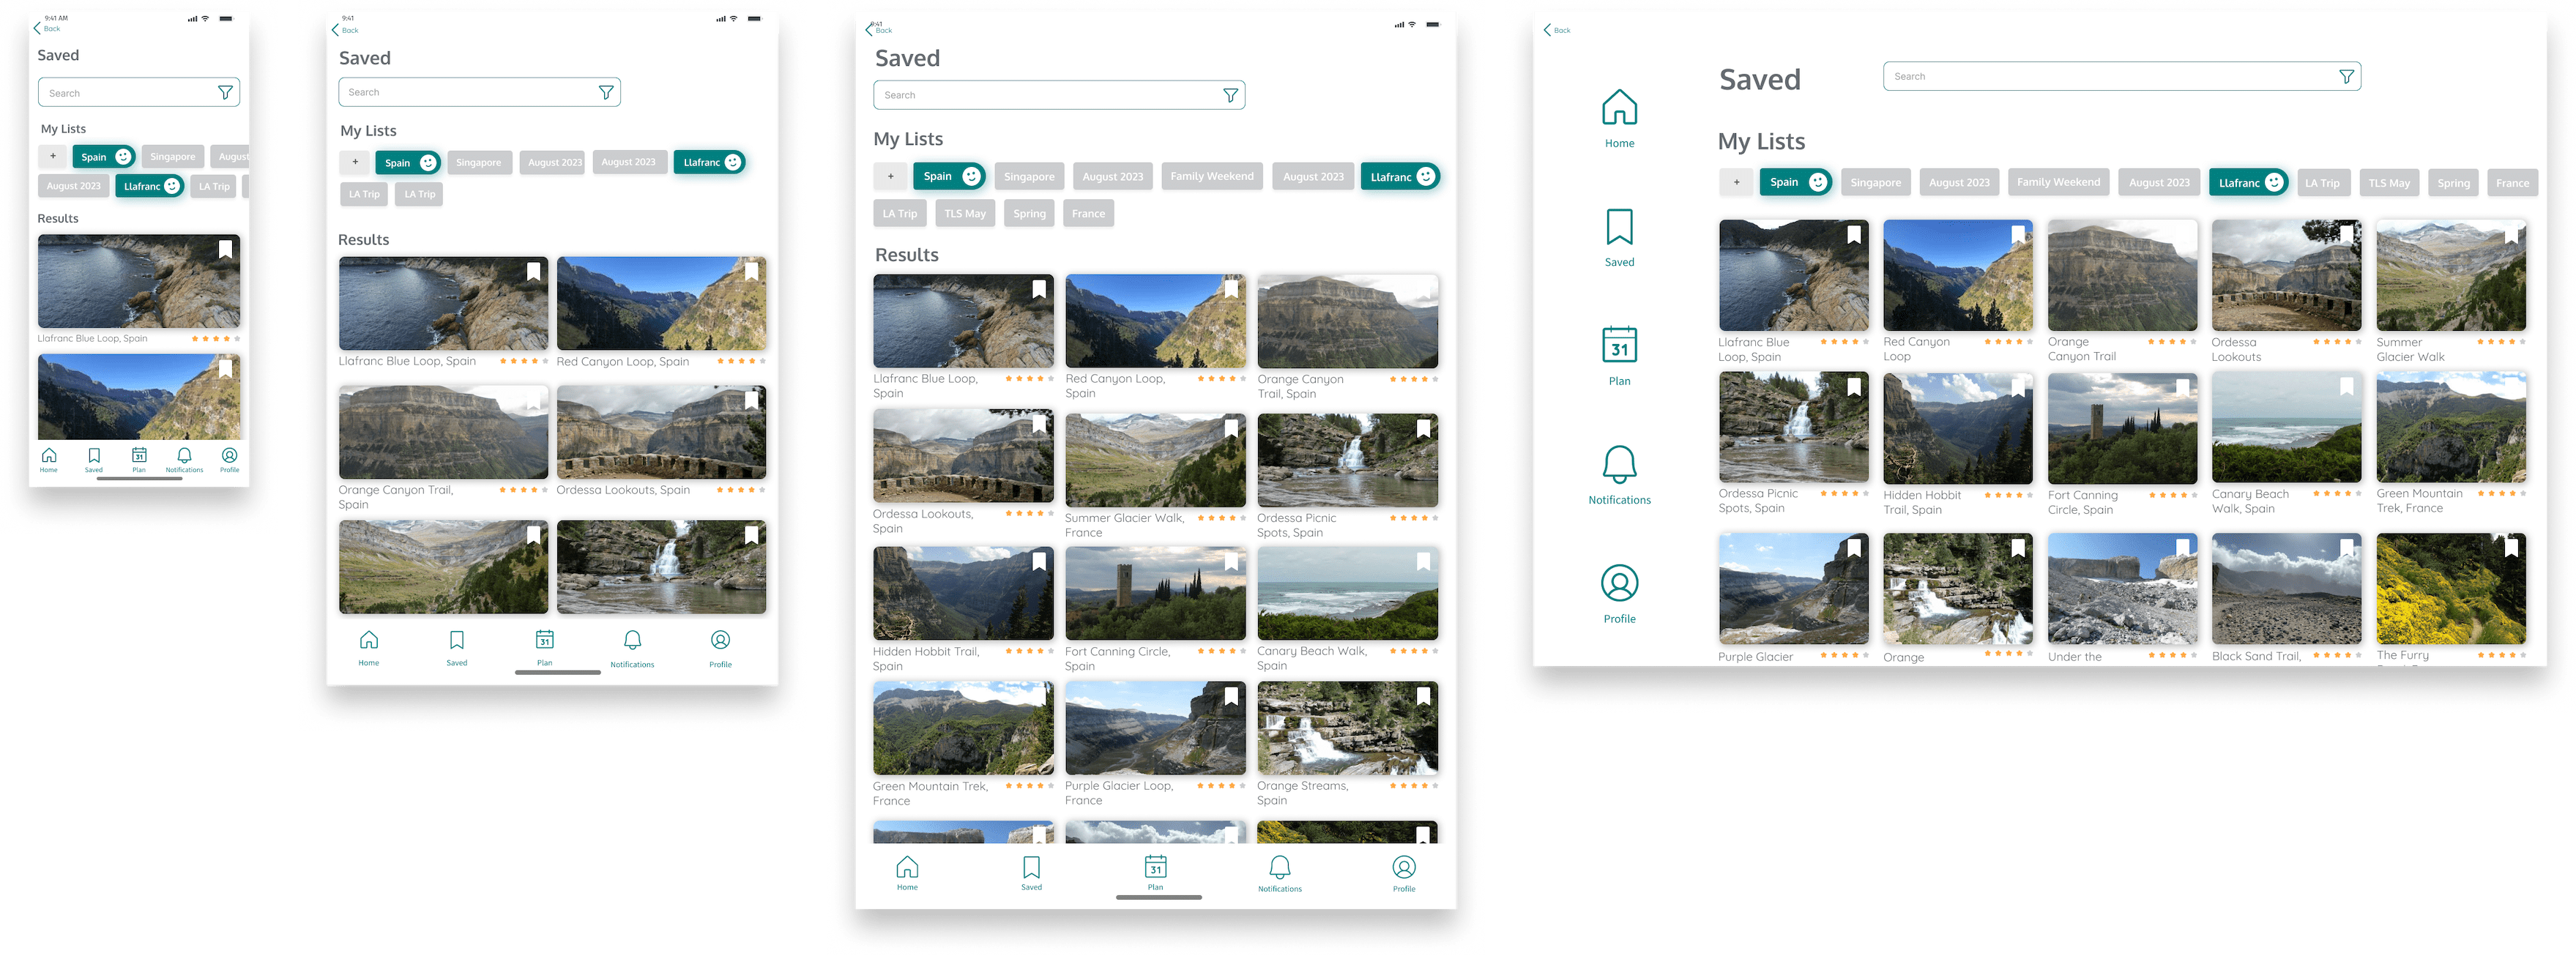 9:41 AM
Back
Saved
Search
My Lists
+ Spain Singapore August
August 2023 Llafranc LA Trip
Results
Llafranc Blue Loop, Spain
31
Home Saved Plan Notifications Profile
9:41
Back
Saved
Search
My Lists
+ Spain Singapore August 2023 August 2023 Llafranc
LA Trip LA Trip
Results
Llafranc Blue Loop, Spain Red Canyon Loop, Spain
Orange Canyon Trail, Ordessa Lookouts, Spain
Spain
31
Home Saved Plan Notifications Profile
9:41
Back
Saved
Search
My Lists
+ Spain Singapore August 2023 Family Weekend August 2023 Llafranc
LA Trip TLS May Spring France
Results
Llafranc Blue Loop, Red Canyon Loop, Orange Canyon
Spain Spain Trail, Spain
Ordessa Lookouts, Summer Glacier Walk, Ordessa Picnic
Spain France Spots, Spain
Hidden Hobbit Trail, Fort Canning Circle, Canary Beach Walk,
Spain Spain Spain
Green Mountain Trek, Purple Glacier Loop, Orange Streams,
France France Spain
31
Home Saved Plan Notifications Profile
Back
Home
Saved
31
Plan
Notifications
Profile
Saved
Search
My Lists
+ Spain Singapore August 2023 Family Weekend August 2023 Llafranc LA Trip TLS May Spring France
Llafranc Blue Red Canyon Orange Ordessa Summer
Loop, Spain Loop Canyon Trail Lookouts Glacier Walk
Ordessa Picnic Hidden Hobbit Fort Canning Canary Beach Green Mountain
Spots, Spain Trail, Spain Circle, Spain Walk, Spain Trek, France
Purple Glacier Orange Under the Black Sand Trail, The Furry